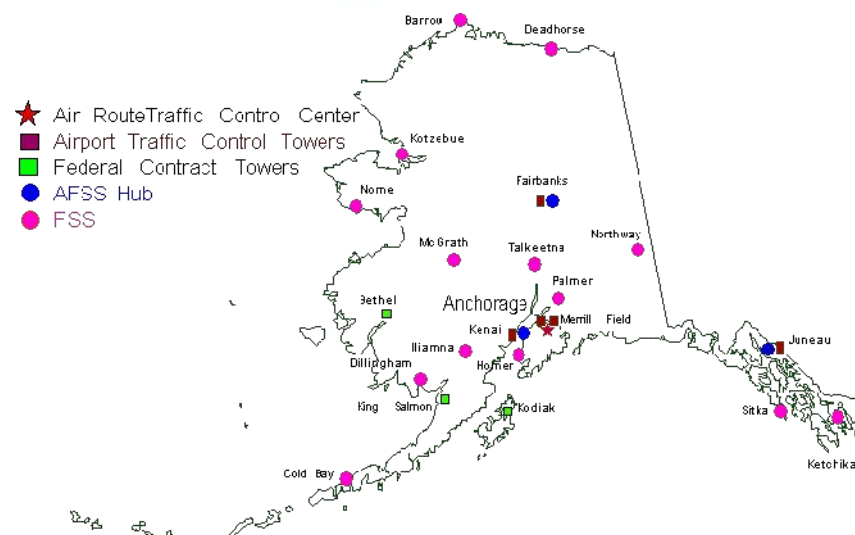 Barrow
Deadhorse
Air RouteTraffic Contro Center
Airport Traffic Control Towers
Federal Contract Towers
AFSS Hub
FSS
Kotzebue
Nome
Fairbanks
Northway
McGrath
Talkeetna
Palmer
Bethel
Anchorage
Merrill Field
Kenai
Iliamna
Homer
Juneau
Dillingham
King Salmon
Kodiak
Sitka
Ketchika
Cold Bay